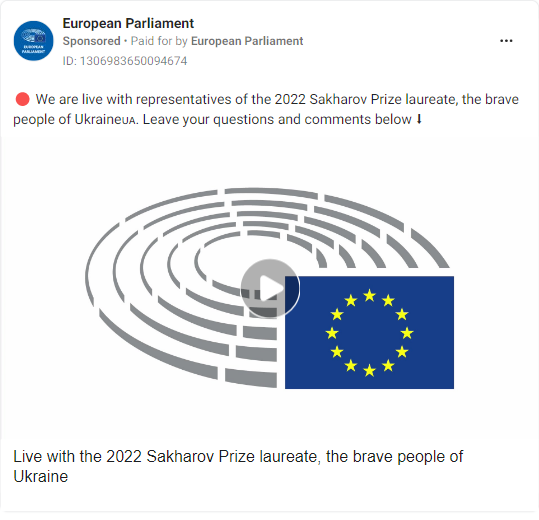 European Parliament
Sponsored • Paid for by European Parliament
ID: 1306983650094674
EUROPEAN
PARLIAMENT
🔴 We are live with representatives of the 2022 Sakharov Prize laureate, the brave
people of Ukraine🇺🇦. Leave your questions and comments below ⬇
Live with the 2022 Sakharov Prize laureate, the brave people of
Ukraine